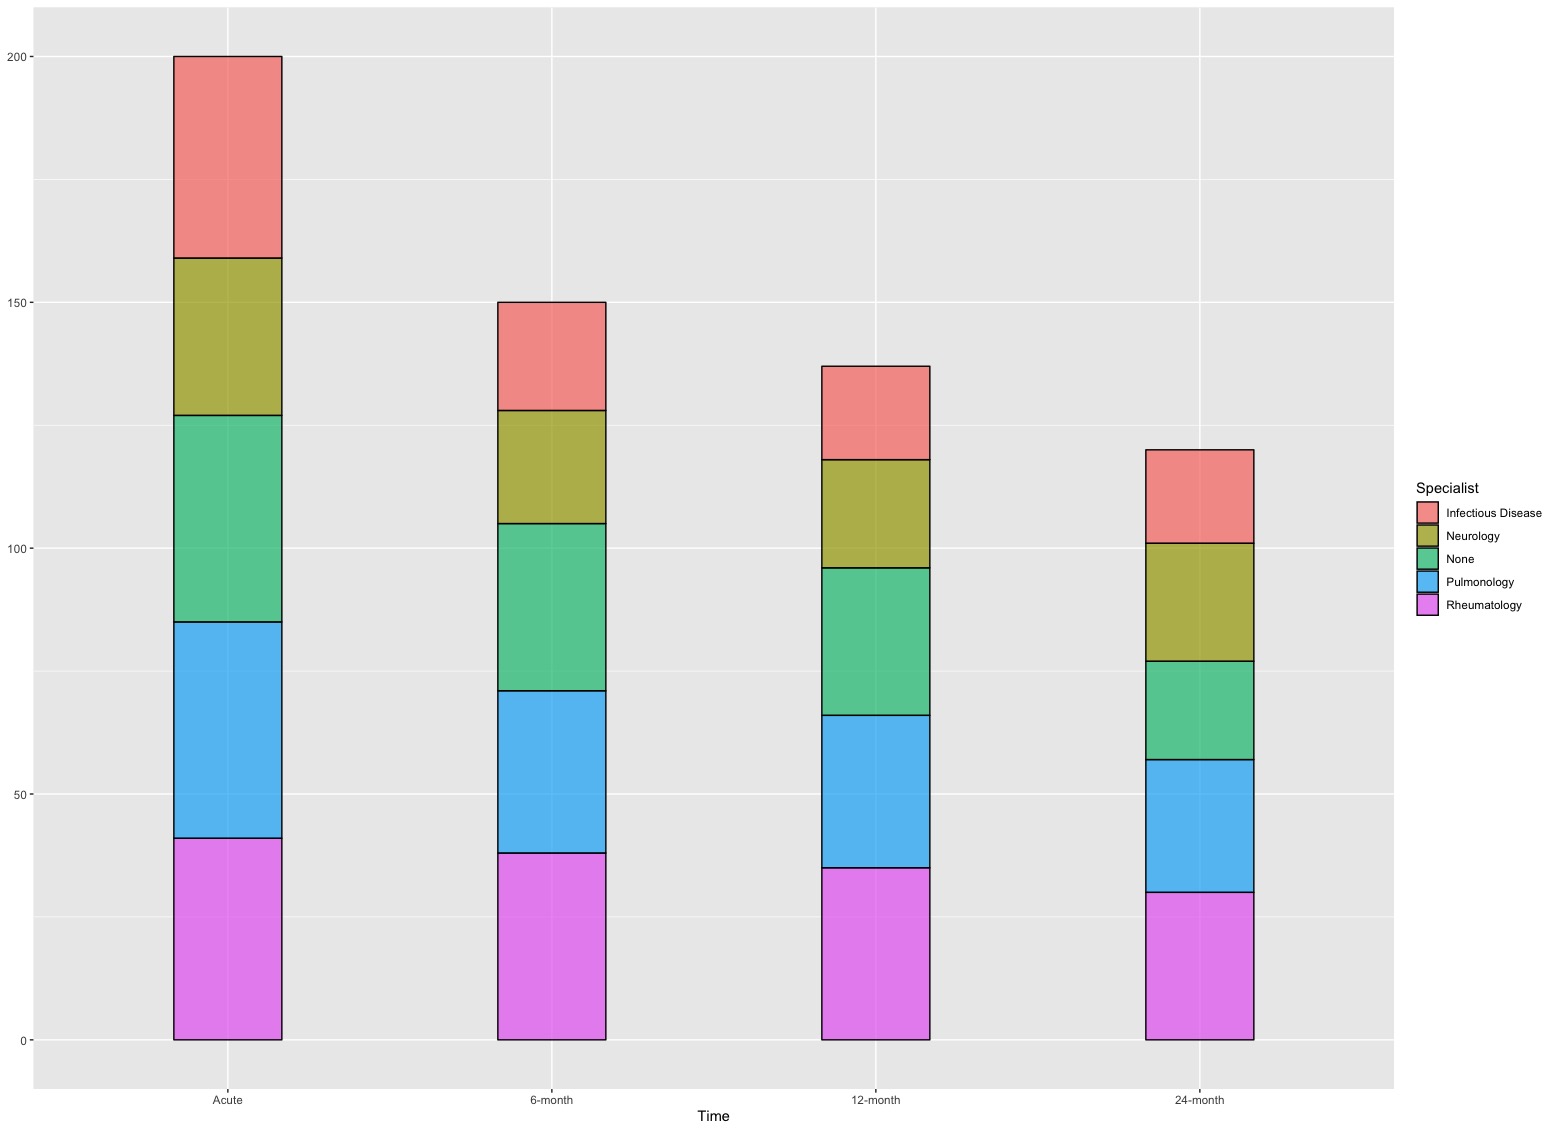 200
150
100
50
0
Acute
6-month
12-month
24-month
Time
Specialist
Infectious Disease
Neurology
None
Pulmonology
Rheumatology